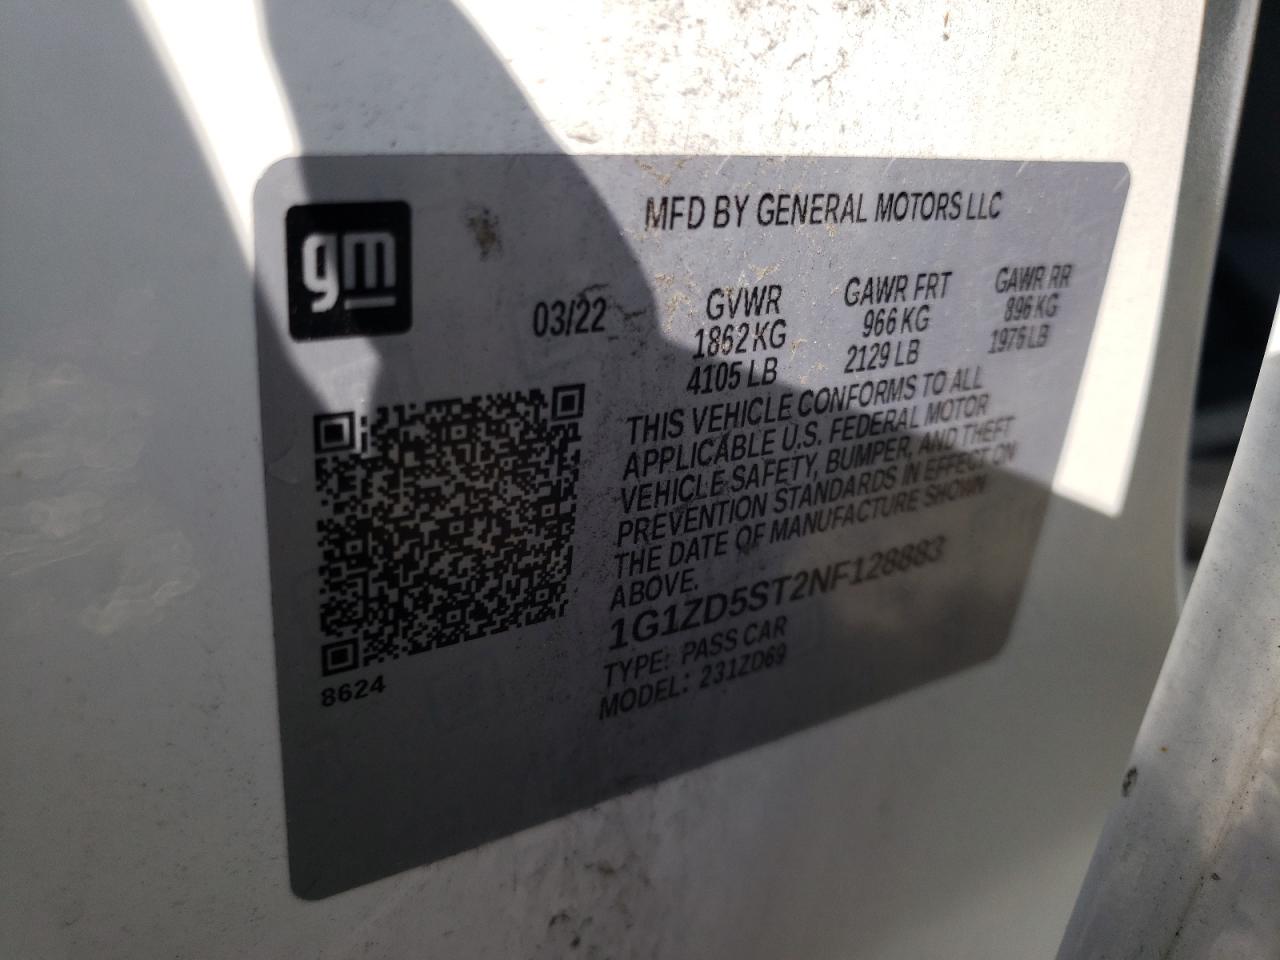 gm
MFD BY GENERAL MOTORS LLC
03/22
GVWR
1862 KG
4105 LB
GAWR FRT
966 KG
2129 LB
GAWR RR
896 KG
1976 LB
THIS VEHICLE CONFORMS TO ALL
APPLICABLE U.S. FEDERAL MOTOR
VEHICLE SAFETY, BUMPER, AND THEFT
PREVENTION STANDARDS IN EFFECT ON
THE DATE OF MANUFACTURE SHOWN
ABOVE.
1G1ZD5ST2NF128883
TYPE: PASS CAR
MODEL: 231ZD69
8624